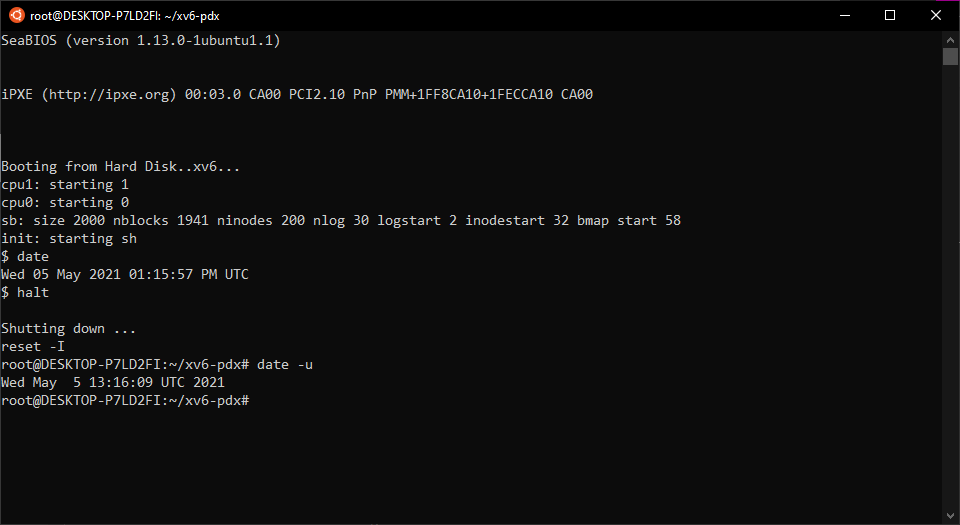 root@DESKTOP-P7LD2FI: ~/xv6-pdx
SeaBIOS (version 1.13.0-1ubuntu1.1)
iPXE (http://ipxe.org) 00:03.0 CA00 PCI2.10 PnP PMM+1FF8CA10+1FECCA10 CA00
Booting from Hard Disk..xv6...
cpu1: starting 1
cpu0: starting 0
sb: size 2000 nblocks 1941 ninodes 200 nlog 30 logstart 2 inodestart 32 bmap start 58
init: starting sh
$ date
Wed 05 May 2021 01:15:57 PM UTC
$ halt
Shutting down ...
reset -I
root@DESKTOP-P7LD2FI:~/xv6-pdx# date -u
Wed May  5 13:16:09 UTC 2021
root@DESKTOP-P7LD2FI:~/xv6-pdx#